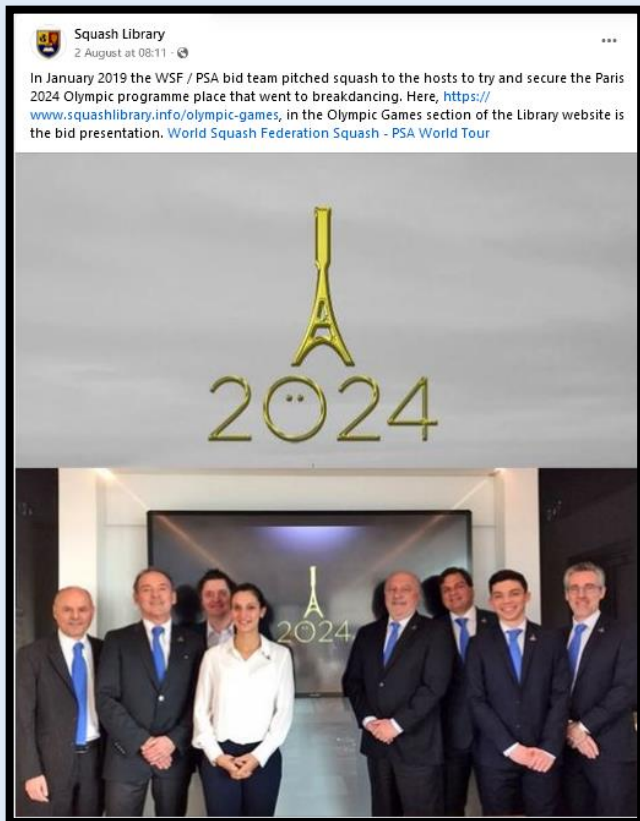 Squash Library
2 August at 08:11 ·
In January 2019 the WSF / PSA bid team pitched squash to the hosts to try and secure the Paris
2024 Olympic programme place that went to breakdancing. Here, https://
www.squashlibrary.info/olympic-games, in the Olympic Games section of the Library website is
the bid presentation. World Squash Federation Squash - PSA World Tour
2024
2024